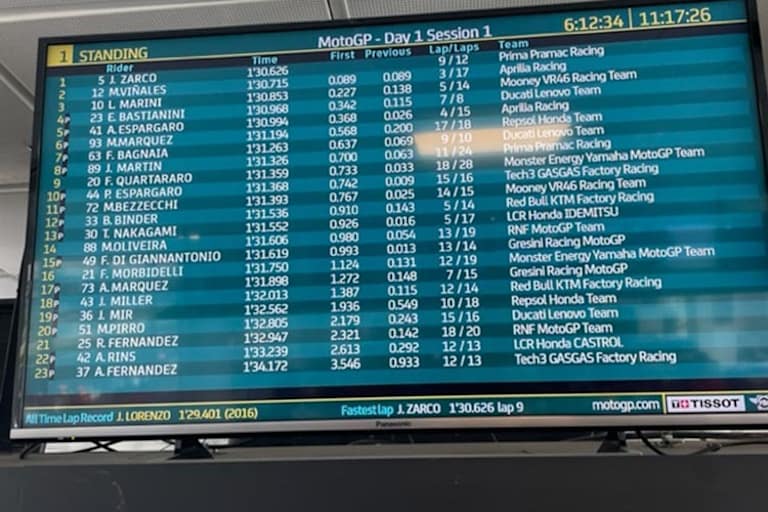 1 STANDING MotoGP - Day 1 Session 1 6:12:34 11:17:26
Rider Time First Previous Lap/Laps Team
1 5 J. ZARCO 1'30.626 9 / 12 Prima Pramac Racing
2 12 M.VIÑALES 1'30.715 0.089 0.089 3 / 17 Aprilia Racing
3 10 L. MARINI 1'30.853 0.227 0.138 5 / 14 Mooney VR46 Racing Team
4P 23 E. BASTIANINI 1'30.968 0.342 0.115 7 / 8 Ducati Lenovo Team
5P 41 A. ESPARGARO 1'30.994 0.368 0.026 4 / 15 Aprilia Racing
6P 93 M.MARQUEZ 1'31.194 0.568 0.200 17 / 18 Repsol Honda Team
7P 63 F. BAGNAIA 1'31.263 0.637 0.069 9 / 10 Ducati Lenovo Team
8P 89 J. MARTIN 1'31.326 0.700 0.063 11 / 24 Prima Pramac Racing
9 20 F. QUARTARARO 1'31.359 0.733 0.033 18 / 28 Monster Energy Yamaha MotoGP Team
10P 44 P. ESPARGARO 1'31.368 0.742 0.009 15 / 16 Tech3 GASGAS Factory Racing
11P 72 M.BEZZECCHI 1'31.393 0.767 0.025 14 / 15 Mooney VR46 Racing Team
12P 33 B. BINDER 1'31.536 0.910 0.143 5 / 14 Red Bull KTM Factory Racing
13P 30 T. NAKAGAMI 1'31.552 0.926 0.016 5 / 17 LCR Honda IDEMITSU
14 88 M.OLIVEIRA 1'31.606 0.980 0.054 13 / 19 RNF MotoGP Team
15P 49 F. DI GIANNANTONIO 1'31.619 0.993 0.013 13 / 14 Gresini Racing MotoGP
16 21 F. MORBIDELLI 1'31.750 1.124 0.131 12 / 19 Monster Energy Yamaha MotoGP Team
17P 73 A.MARQUEZ 1'31.898 1.272 0.148 7 / 15 Gresini Racing MotoGP
18P 43 J. MILLER 1'32.013 1.387 0.115 12 / 14 Red Bull KTM Factory Racing
19P 36 J. MIR 1'32.562 1.936 0.549 10 / 18 Repsol Honda Team
20P 51 M.PIRRO 1'32.805 2.179 0.243 15 / 16 Ducati Lenovo Team
21 25 R. FERNANDEZ 1'32.947 2.321 0.142 18 / 20 RNF MotoGP Team
22P 42 A. RINS 1'33.239 2.613 0.292 12 / 13 LCR Honda CASTROL
23P 37 A. FERNANDEZ 1'34.172 3.546 0.933 12 / 13 Tech3 GASGAS Factory Racing
All Time Lap Record J. LORENZO 1'29.401 (2016) Fastest lap J. ZARCO 1'30.626 lap 9 motogp.com TISSOT
Panasonic